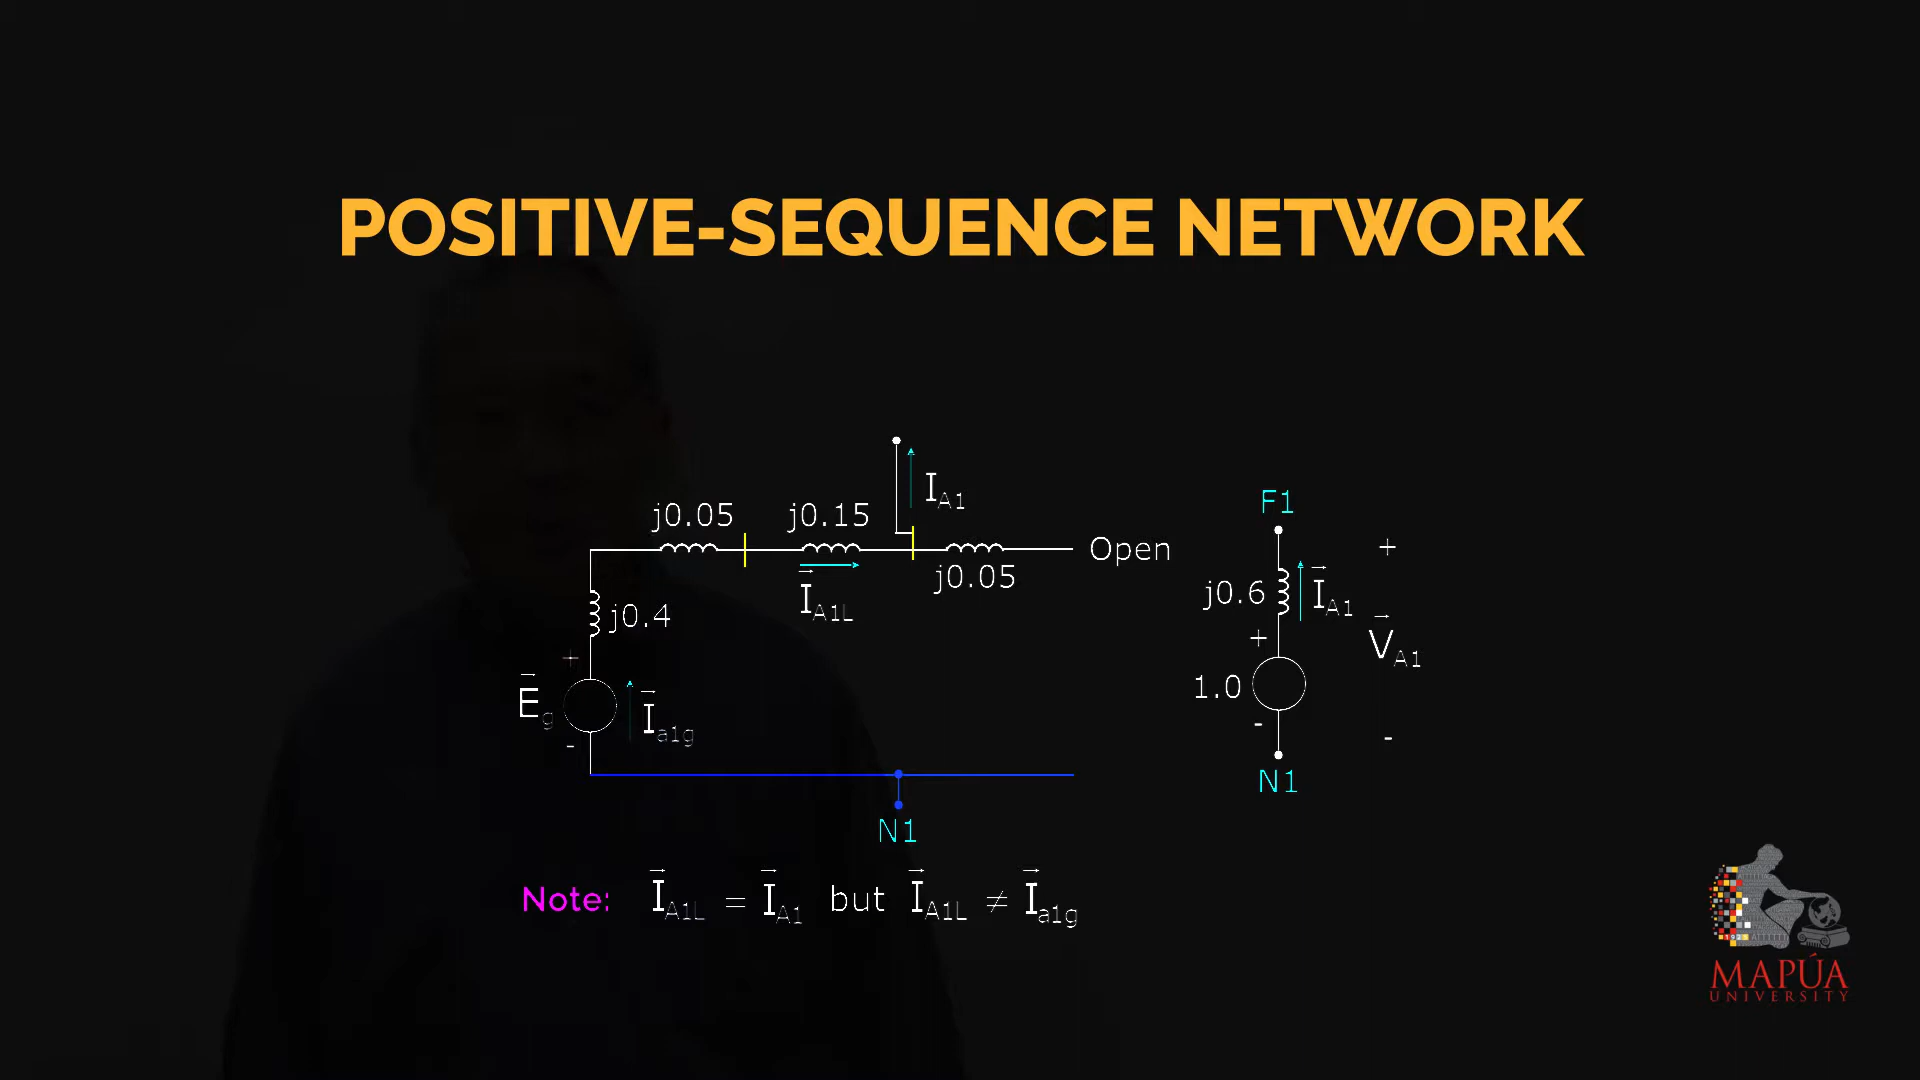 POSITIVE-SEQUENCE NETWORK
I_A1
F1
j0.05
j0.15
Open
j0.05
j0.6
I_A1
+
I_A1L
j0.4
+
V_A1
+
E_g
I_a1g
1.0
-
-
-
N1
N1
Note: I_A1L = I_A1 but I_A1L ≠ I_a1g
MAPÚA
UNIVERSITY